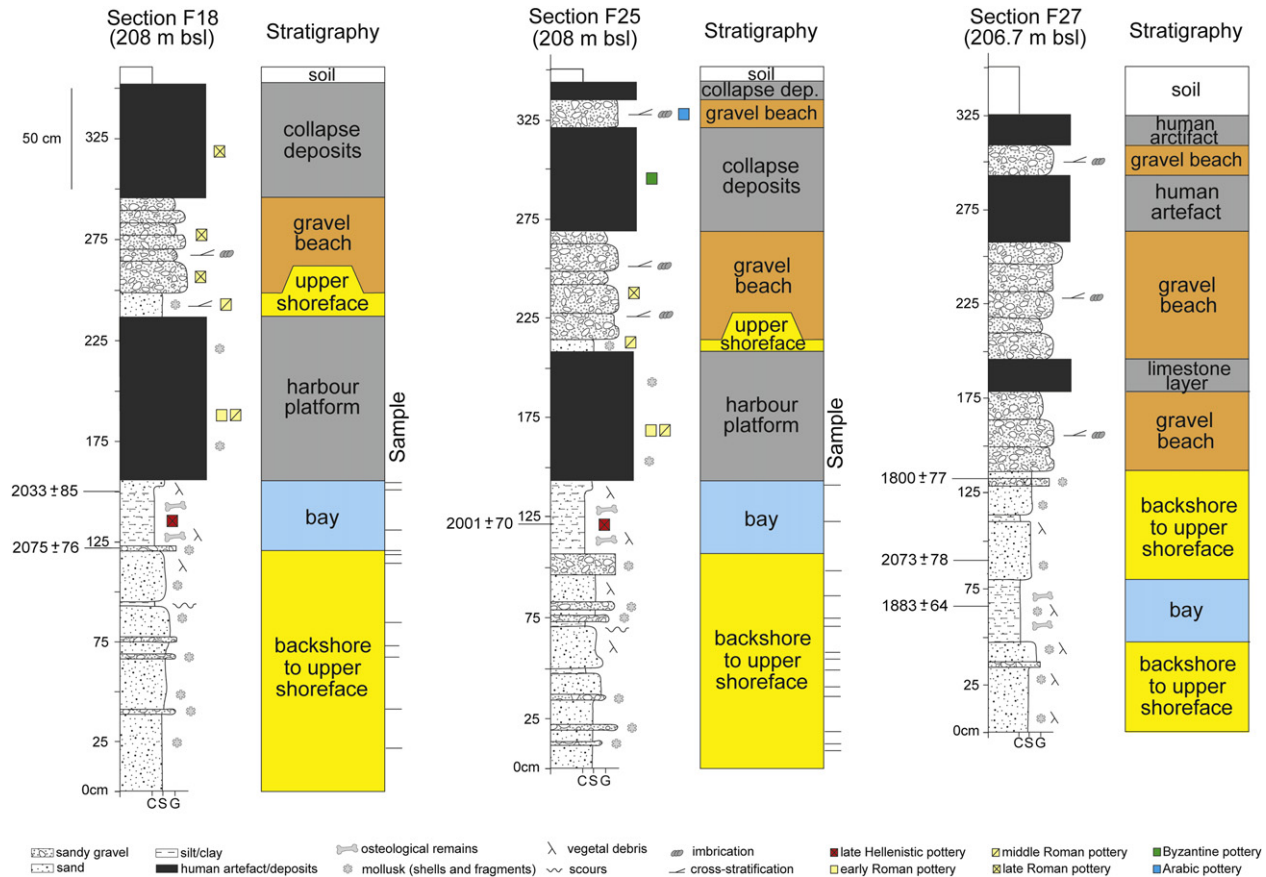 Section F18
(208 m bsl)
Stratigraphy
50 cm
325
275
225
175
125
75
25
0cm
C S G
2033 ± 85
2075 ± 76
soil
collapse
deposits
gravel
beach
upper
shoreface
harbour
platform
bay
backshore
to upper
shoreface
Sample
Section F25
(208 m bsl)
Stratigraphy
325
275
225
175
125
75
25
0cm
C S G
2001 ± 70
soil
collapse dep.
gravel beach
collapse
deposits
gravel
beach
upper
shoreface
harbour
platform
bay
backshore
to upper
shoreface
Sample
Section F27
(206.7 m bsl)
Stratigraphy
325
275
225
175
125
75
25
0cm
C S G
1800 ± 77
2073 ± 78
1883 ± 64
soil
human
arctifact
gravel beach
human
artefact
gravel
beach
limestone
layer
gravel
beach
backshore
to upper
shoreface
bay
backshore
to upper
shoreface
sandy gravel
sand
silt/clay
human artefact/deposits
osteological remains
mollusk (shells and fragments)
vegetal debris
scours
imbrication
cross-stratification
late Hellenistic pottery
early Roman pottery
middle Roman pottery
late Roman pottery
Byzantine pottery
Arabic pottery